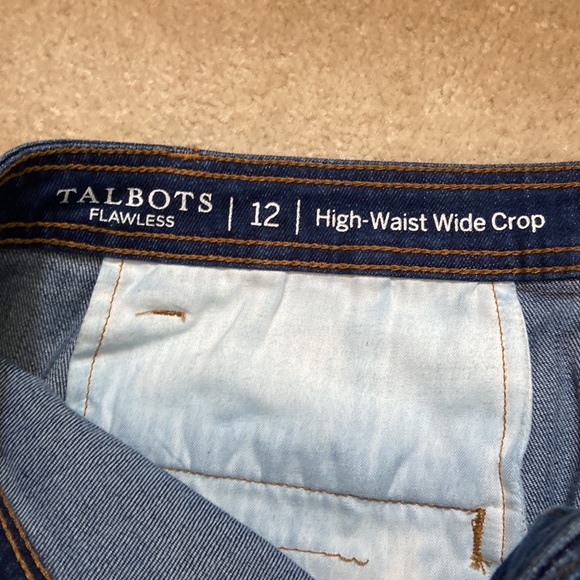 TALBOTS
FLAWLESS
| 12 | High-Waist Wide Crop